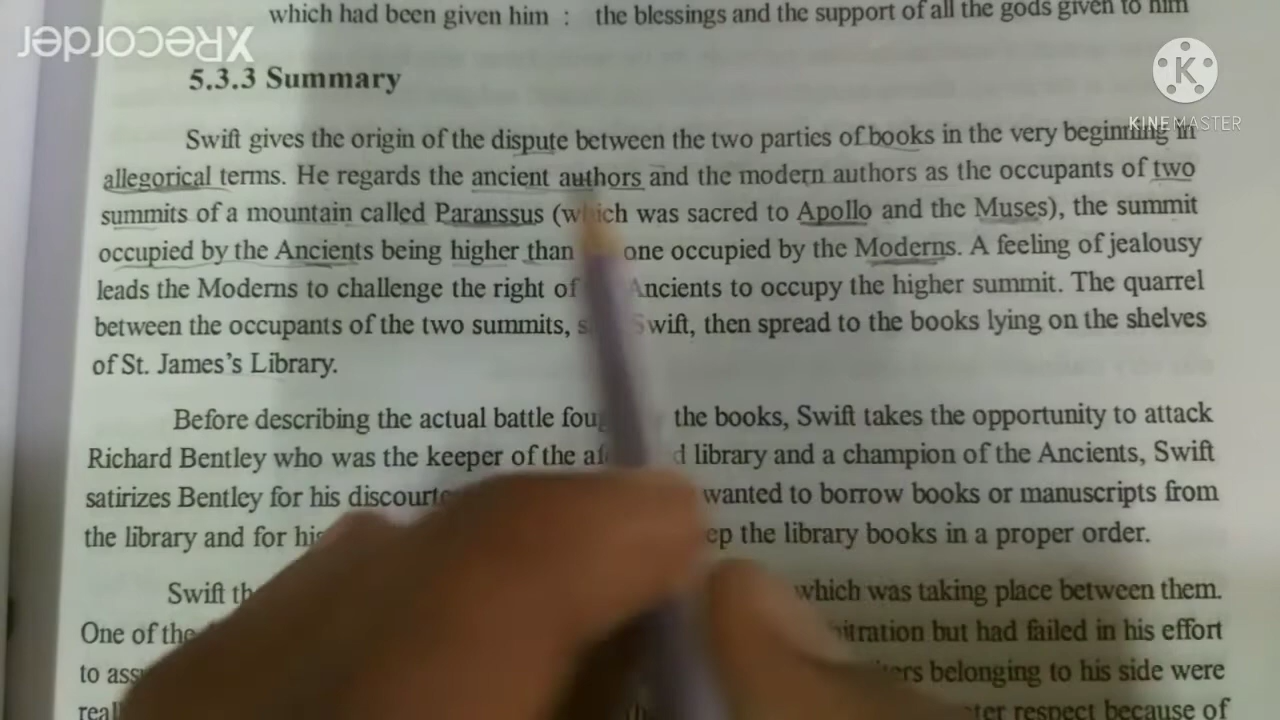 which had been given him : the blessings and the support of all the gods given to him
XRecorder
K
KINEMASTER
5.3.3 Summary
Swift gives the origin of the dispute between the two parties of books in the very beginning in
allegorical terms. He regards the ancient authors and the modern authors as the occupants of two
summits of a mountain called Paranssus (which was sacred to Apollo and the Muses), the summit
occupied by the Ancients being higher than one occupied by the Moderns. A feeling of jealousy
leads the Moderns to challenge the right of Ancients to occupy the higher summit. The quarrel
between the occupants of the two summits, Swift, then spread to the books lying on the shelves
of St. James's Library.
Before describing the actual battle the books, Swift takes the opportunity to attack
Richard Bentley who was the keeper of the library and a champion of the Ancients, Swift
satirizes Bentley for his wanted to borrow books or manuscripts from
the library and for his the library books in a proper order.
Swift which was taking place between them.
One of the but had failed in his effort
to belonging to his side were
respect because of